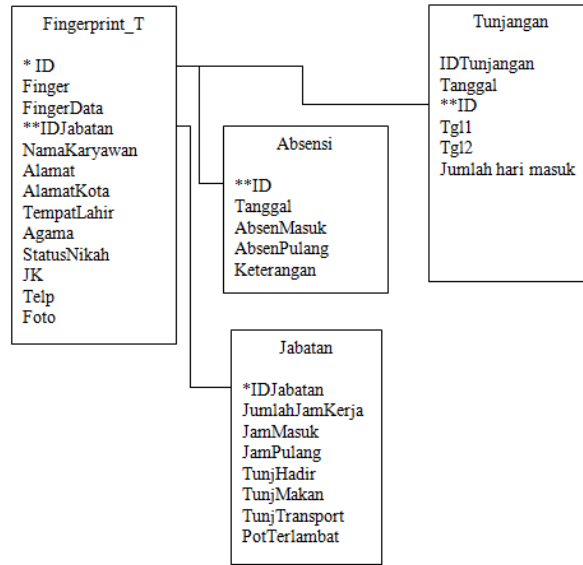 Fingerprint_T
* ID
Finger
FingerData
**IDJabatan
NamaKaryawan
Alamat
AlamatKota
TempatLahir
Agama
StatusNikah
JK
Telp
Foto
Absensi
**ID
Tanggal
AbsenMasuk
AbsenPulang
Keterangan
Jabatan
*IDJabatan
JumlahJamKerja
JamMasuk
JamPulang
TunjHadir
TunjMakan
TunjTransport
PotTerlambat
Tunjangan
IDTunjangan
Tanggal
**ID
Tgl1
Tgl2
Jumlah hari masuk